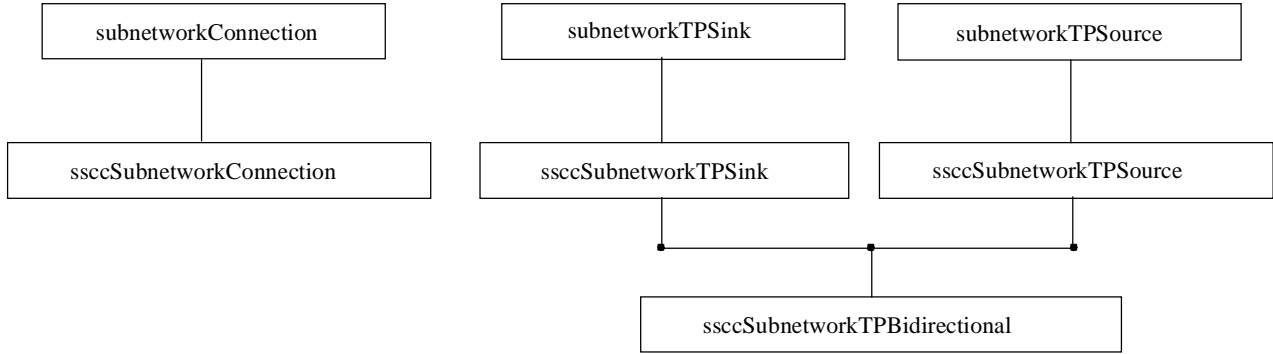 subnetworkConnection
subnetworkTPSink
subnetworkTPSource
ssccSubnetworkConnection
ssccSubnetworkTPSink
ssccSubnetworkTPSource
ssccSubnetworkTPBidirectional